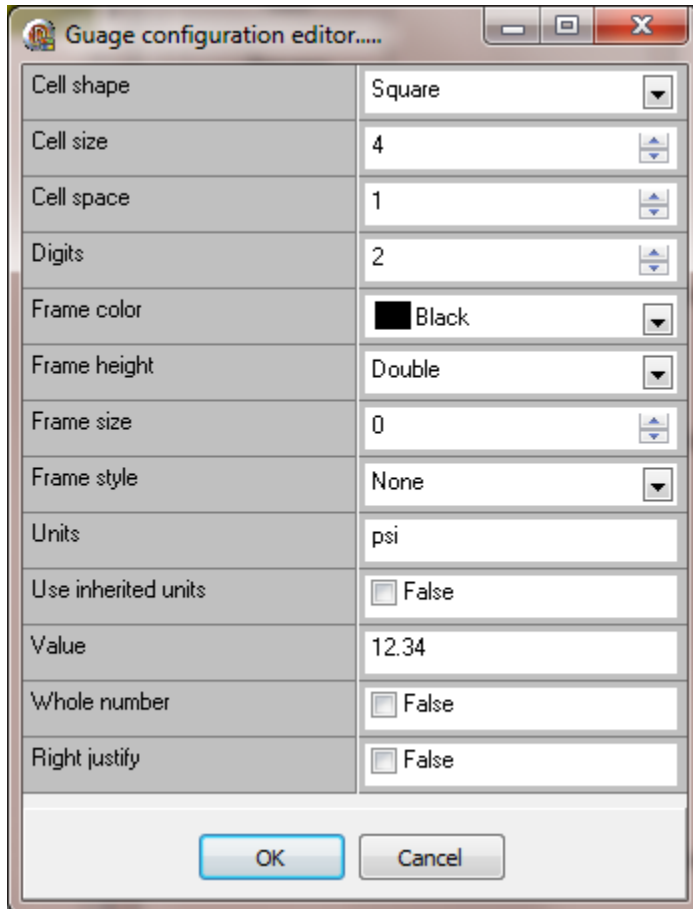 Guage configuration editor.....
Cell shape Square
Cell size 4
Cell space 1
Digits 2
Frame color Black
Frame height Double
Frame size 0
Frame style None
Units psi
Use inherited units False
Value 12.34
Whole number False
Right justify False
OK Cancel